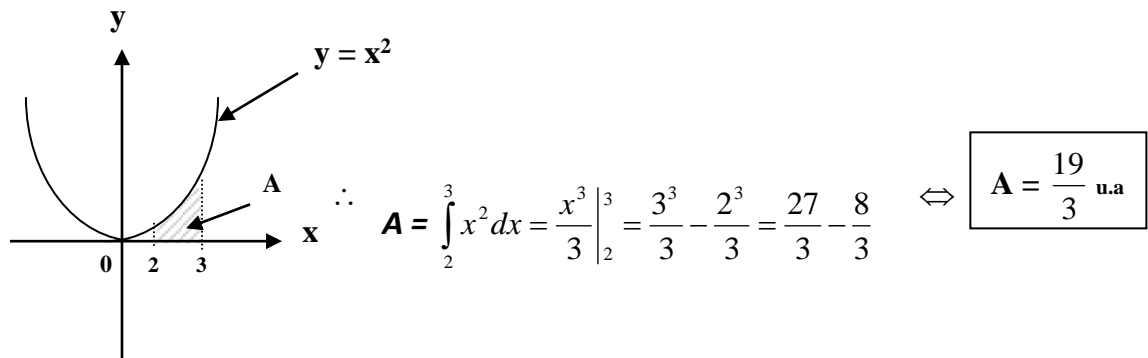 y
y = x²
A
∴ A = ∫₂³ x² dx = x³/3 |₂³ = 3³/3 − 2³/3 = 27/3 − 8/3 ⇔ A = 19/3 u.a
x
0 2 3